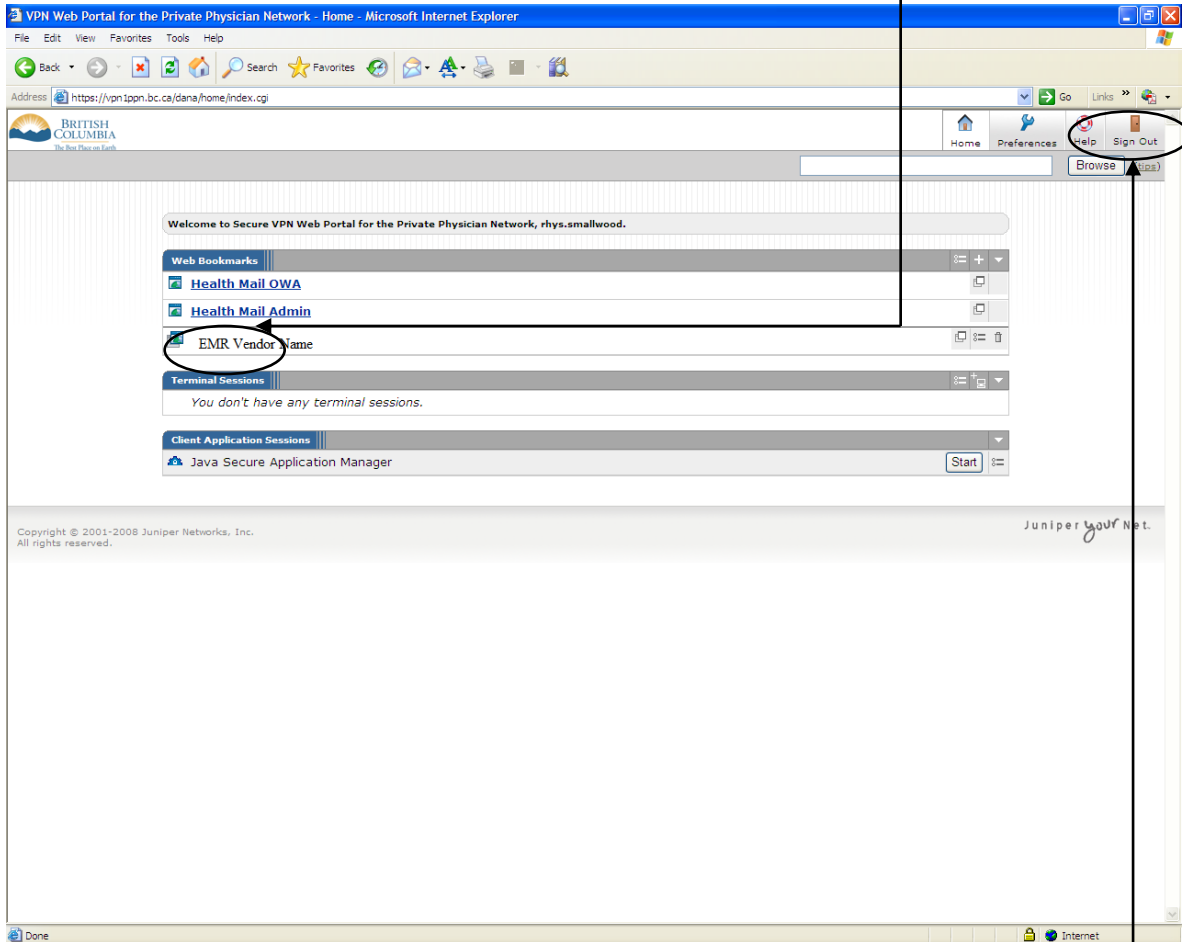 VPN Web Portal for the Private Physician Network - Home - Microsoft Internet Explorer
File Edit View Favorites Tools Help
Back Search Favorites
Address https://vpn1ppn.bc.ca/dana/home/index.cgi Go Links »
BRITISH
COLUMBIA
The Best Place on Earth
Home Preferences Help Sign Out
Browse (tips)
Welcome to Secure VPN Web Portal for the Private Physician Network, rhys.smallwood.
Web Bookmarks
Health Mail OWA
Health Mail Admin
EMR Vendor Name
Terminal Sessions
You don't have any terminal sessions.
Client Application Sessions
Java Secure Application Manager Start
Copyright © 2001-2008 Juniper Networks, Inc.
All rights reserved.
Juniper your Net.
Done Internet